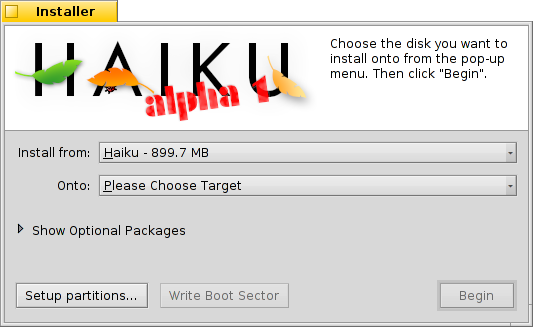 Installer
HAIKU
alpha 1
Choose the disk you want to
install onto from the pop-up
menu. Then click "Begin".
Install from: Haiku - 899.7 MB
Onto: Please Choose Target
Show Optional Packages
Setup partitions... Write Boot Sector Begin